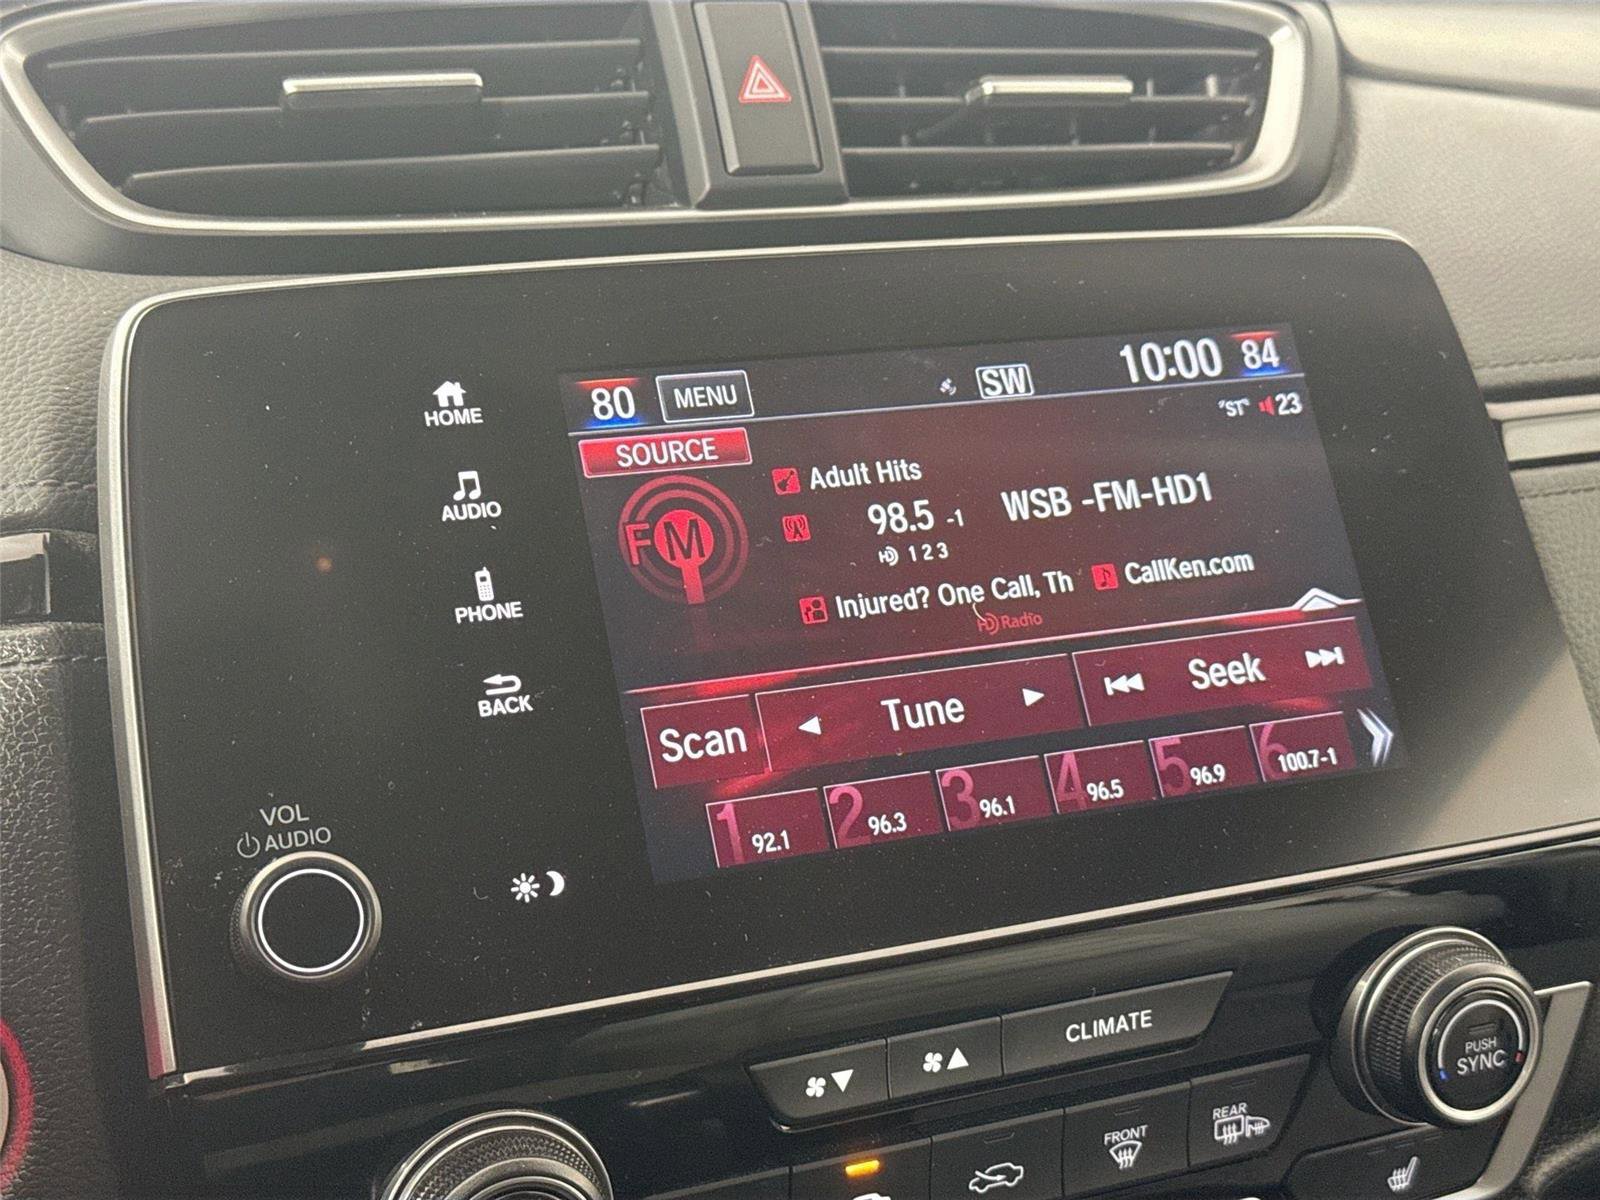 HOME
AUDIO
PHONE
BACK
VOL
AUDIO
80 MENU SW 10:00 84
"ST" 23
SOURCE
FM
Adult Hits
98.5 -1 WSB -FM-HD1
HD 1 2 3
Injured? One Call, Th CallKen.com
HD Radio
Scan Tune Seek
1 92.1 2 96.3 3 96.1 4 96.5 5 96.9 6 100.7-1
CLIMATE
PUSH
SYNC
FRONT
REAR